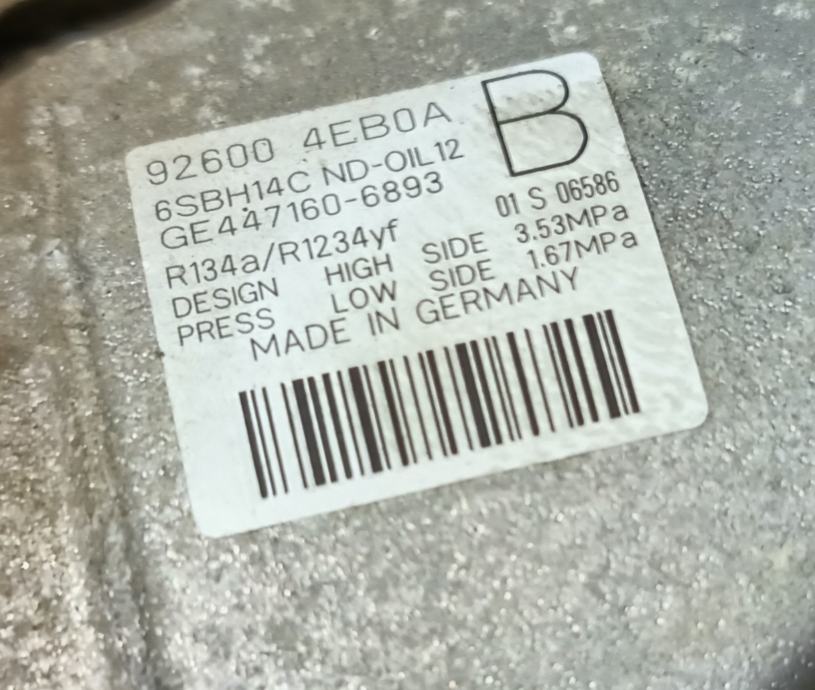 92600 4EB0A
B
6SBH14C ND-OIL12
GE447160-6893
01 S 06586
R134a/R1234yf
DESIGN HIGH SIDE 3.53MPa
PRESS LOW SIDE 1.67MPa
MADE IN GERMANY